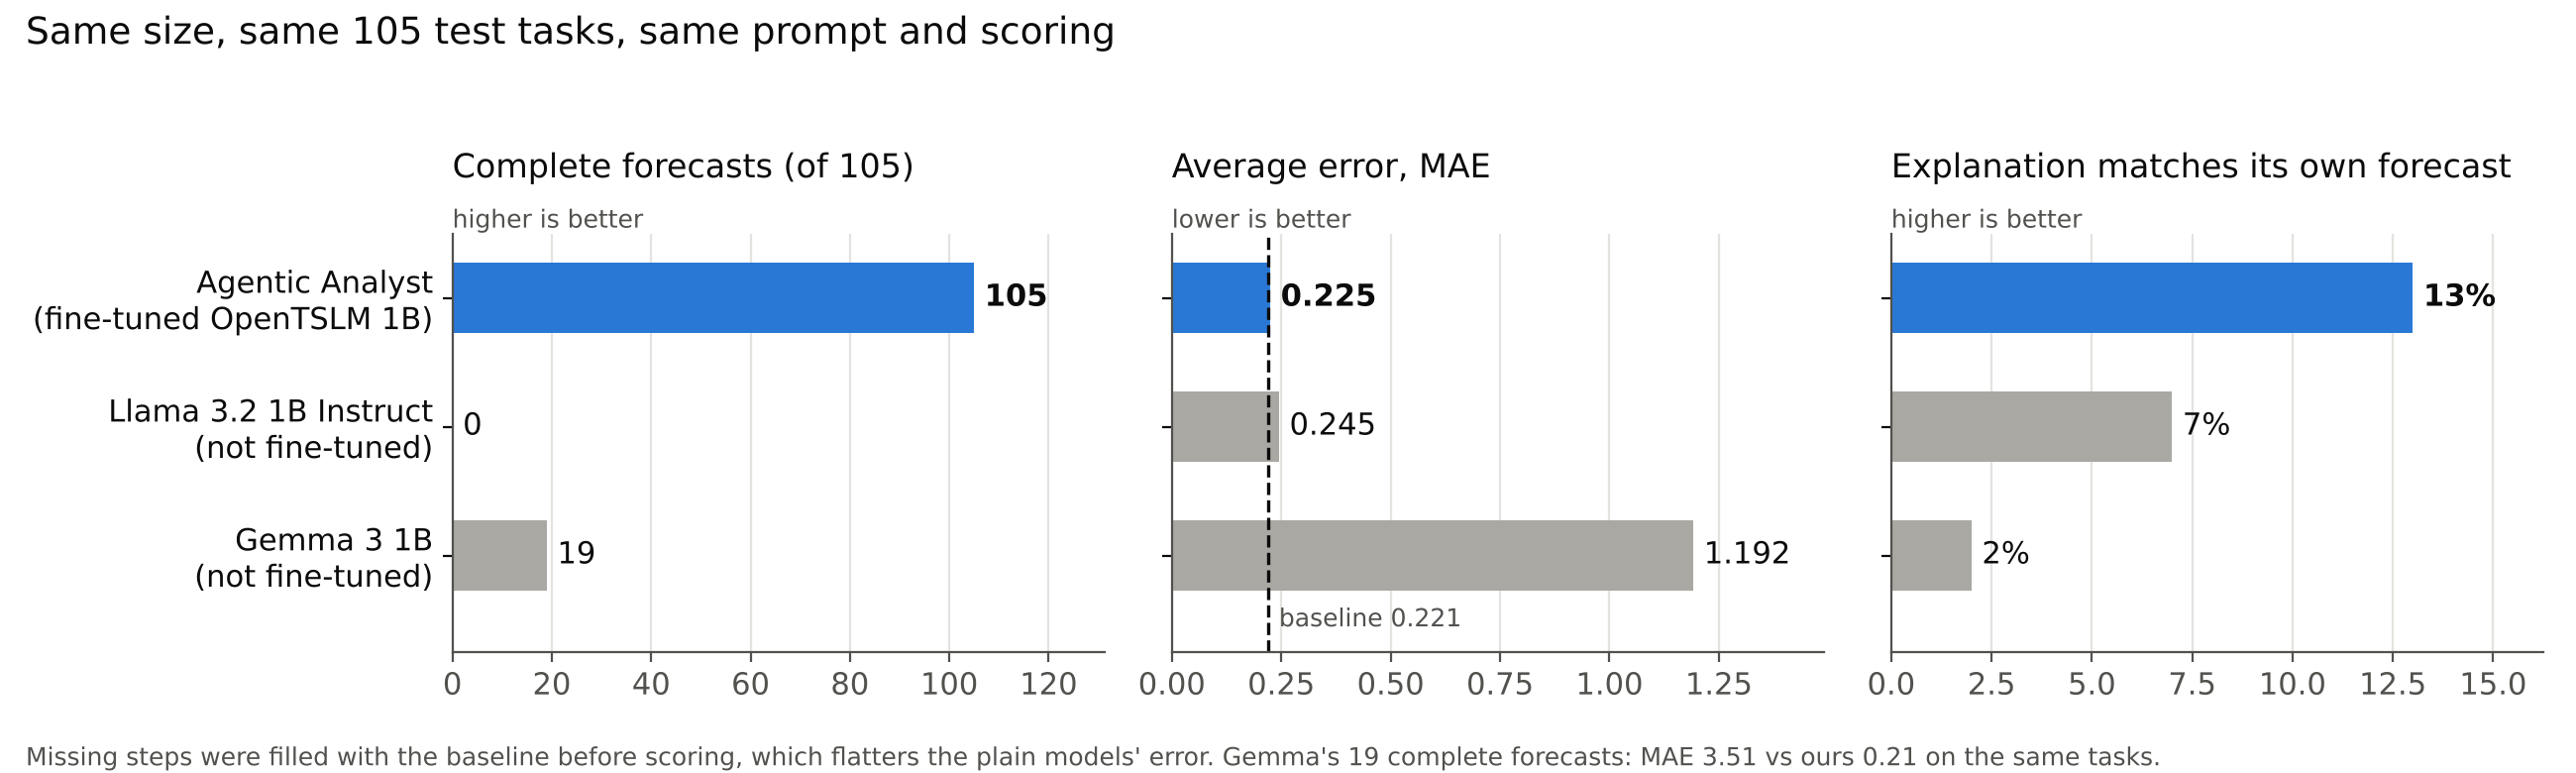 Same size, same 105 test tasks, same prompt and scoring
Complete forecasts (of 105)
higher is better
Agentic Analyst
(fine-tuned OpenTSLM 1B)
105
Llama 3.2 1B Instruct
(not fine-tuned)
0
Gemma 3 1B
(not fine-tuned)
19
0 20 40 60 80 100 120
Average error, MAE
lower is better
0.225
0.245
1.192
baseline 0.221
0.00 0.25 0.50 0.75 1.00 1.25
Explanation matches its own forecast
higher is better
13%
7%
2%
0.0 2.5 5.0 7.5 10.0 12.5 15.0
Missing steps were filled with the baseline before scoring, which flatters the plain models' error. Gemma's 19 complete forecasts: MAE 3.51 vs ours 0.21 on the same tasks.